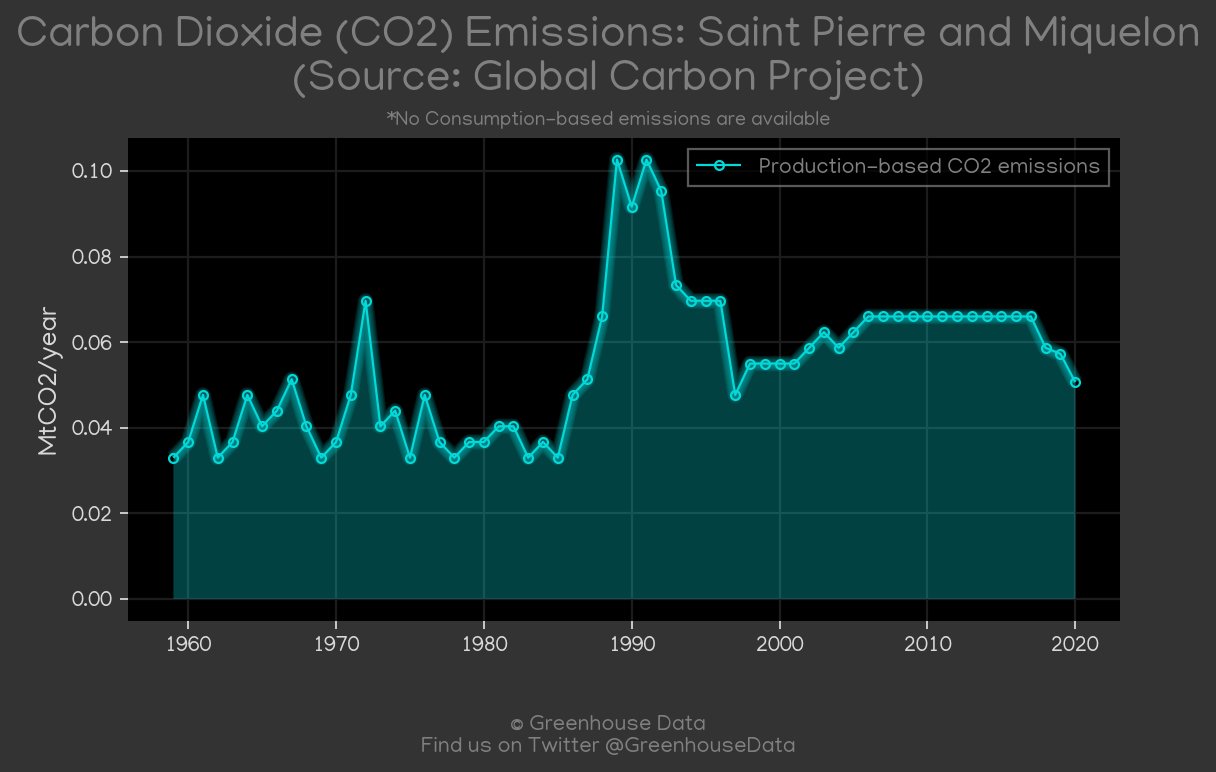 Carbon Dioxide (CO2) Emissions: Saint Pierre and Miquelon
(Source: Global Carbon Project)
*No Consumption-based emissions are available
Production-based CO2 emissions
0.10
0.08
0.06
0.04
0.02
0.00
MtCO2/year
1960 1970 1980 1990 2000 2010 2020
© Greenhouse Data
Find us on Twitter @GreenhouseData